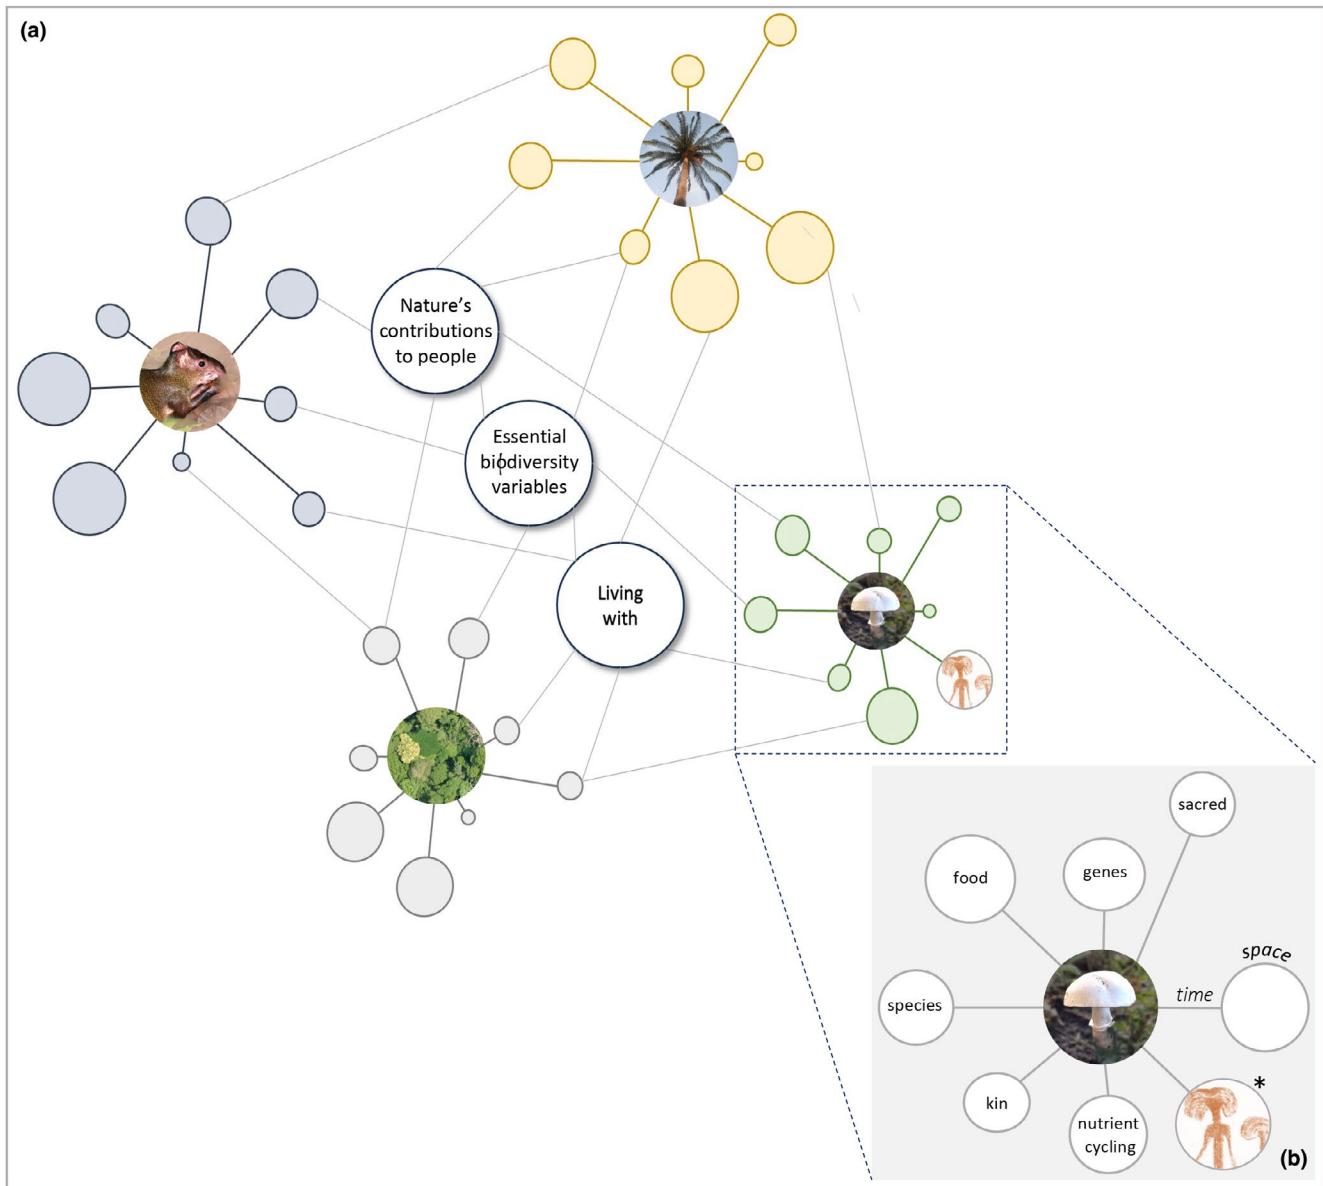 (a)
Nature's
contributions
to people
Essential
biodiversity
variables
Living
with
sacred
food
genes
space
species
time
kin
nutrient
cycling
*
(b)